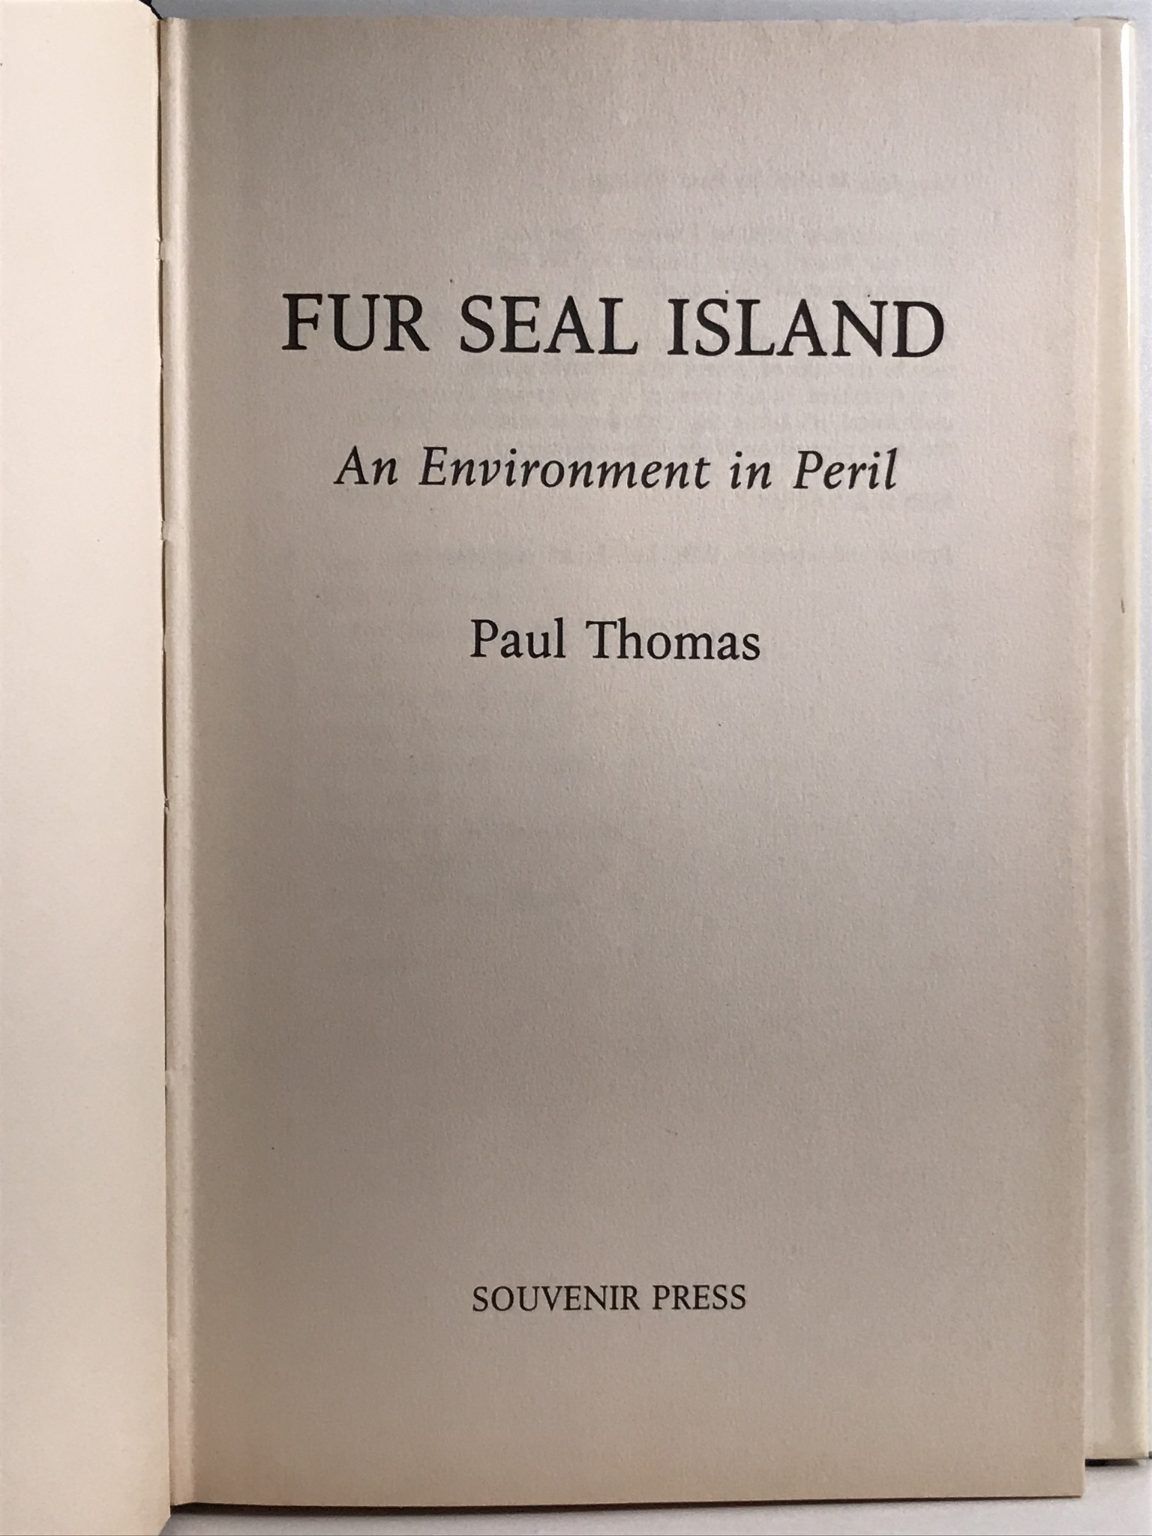 FUR SEAL ISLAND
An Environment in Peril
Paul Thomas
SOUVENIR PRESS